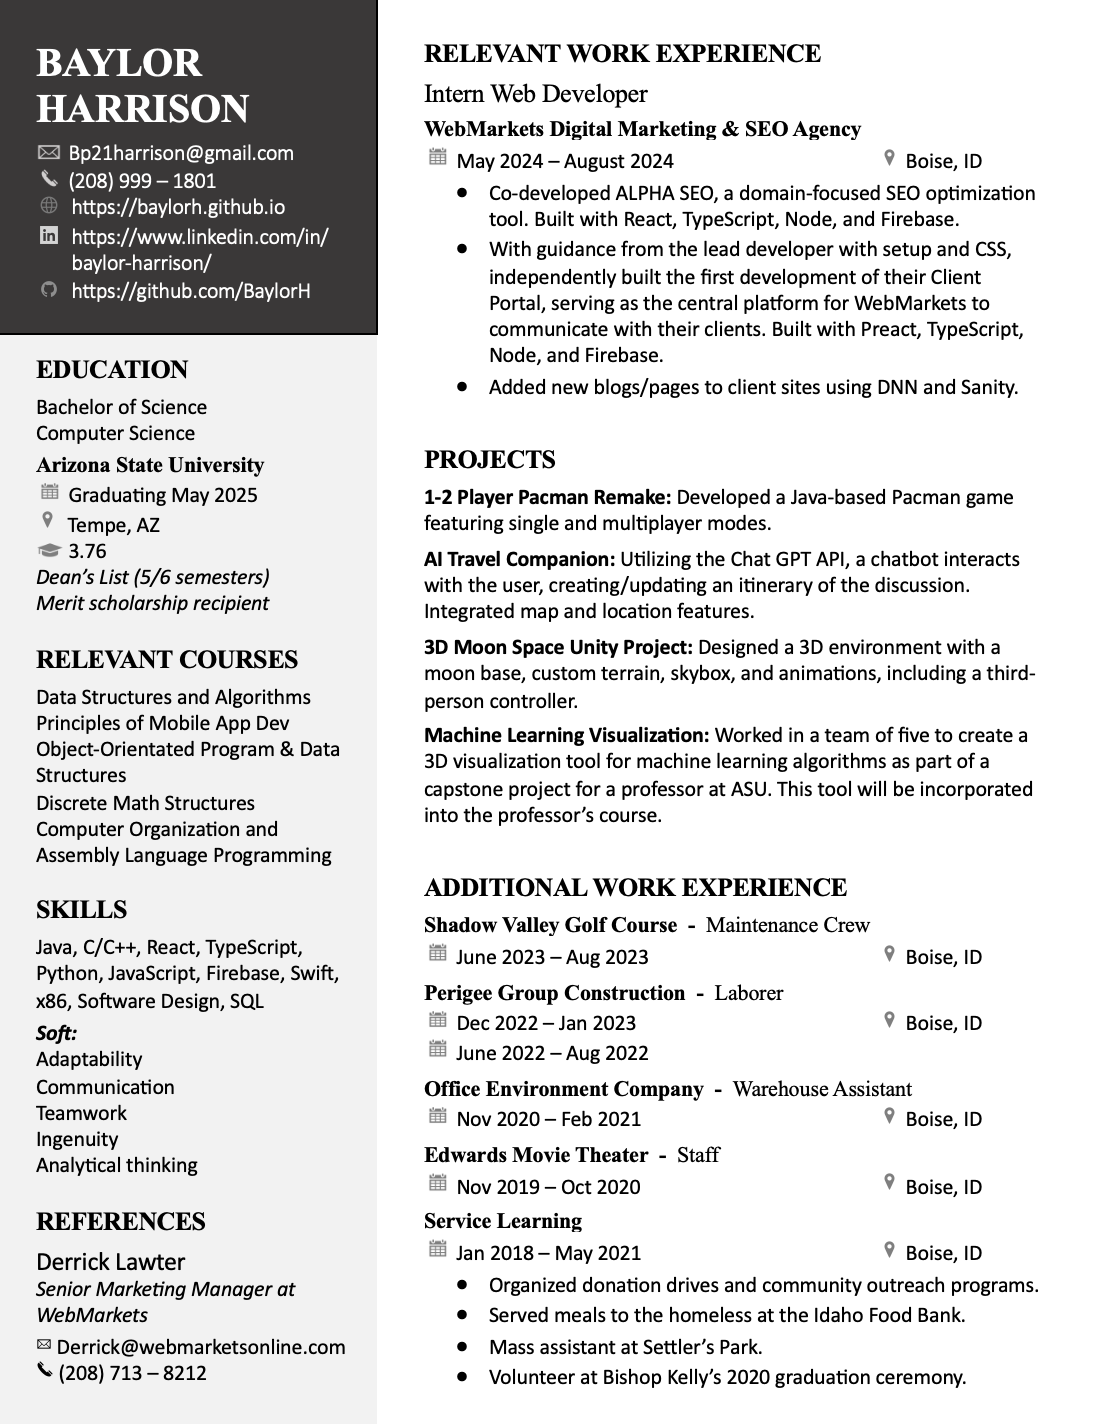 BAYLOR
HARRISON
Bp21harrison@gmail.com
(208) 999 – 1801
https://baylorh.github.io
https://www.linkedin.com/in/
baylor-harrison/
https://github.com/BaylorH
EDUCATION
Bachelor of Science
Computer Science
Arizona State University
Graduating May 2025
Tempe, AZ
3.76
Dean’s List (5/6 semesters)
Merit scholarship recipient
RELEVANT COURSES
Data Structures and Algorithms
Principles of Mobile App Dev
Object-Orientated Program & Data
Structures
Discrete Math Structures
Computer Organization and
Assembly Language Programming
SKILLS
Java, C/C++, React, TypeScript,
Python, JavaScript, Firebase, Swift,
x86, Software Design, SQL
Soft:
Adaptability
Communication
Teamwork
Ingenuity
Analytical thinking
REFERENCES
Derrick Lawter
Senior Marketing Manager at
WebMarkets
Derrick@webmarketsonline.com
(208) 713 – 8212
RELEVANT WORK EXPERIENCE
Intern Web Developer
WebMarkets Digital Marketing & SEO Agency
May 2024 – August 2024 Boise, ID
● Co-developed ALPHA SEO, a domain-focused SEO optimization
tool. Built with React, TypeScript, Node, and Firebase.
● With guidance from the lead developer with setup and CSS,
independently built the first development of their Client
Portal, serving as the central platform for WebMarkets to
communicate with their clients. Built with Preact, TypeScript,
Node, and Firebase.
● Added new blogs/pages to client sites using DNN and Sanity.
PROJECTS
1-2 Player Pacman Remake: Developed a Java-based Pacman game
featuring single and multiplayer modes.
AI Travel Companion: Utilizing the Chat GPT API, a chatbot interacts
with the user, creating/updating an itinerary of the discussion.
Integrated map and location features.
3D Moon Space Unity Project: Designed a 3D environment with a
moon base, custom terrain, skybox, and animations, including a third-
person controller.
Machine Learning Visualization: Worked in a team of five to create a
3D visualization tool for machine learning algorithms as part of a
capstone project for a professor at ASU. This tool will be incorporated
into the professor’s course.
ADDITIONAL WORK EXPERIENCE
Shadow Valley Golf Course - Maintenance Crew
June 2023 – Aug 2023 Boise, ID
Perigee Group Construction - Laborer
Dec 2022 – Jan 2023 Boise, ID
June 2022 – Aug 2022
Office Environment Company - Warehouse Assistant
Nov 2020 – Feb 2021 Boise, ID
Edwards Movie Theater - Staff
Nov 2019 – Oct 2020 Boise, ID
Service Learning
Jan 2018 – May 2021 Boise, ID
● Organized donation drives and community outreach programs.
● Served meals to the homeless at the Idaho Food Bank.
● Mass assistant at Settler’s Park.
● Volunteer at Bishop Kelly’s 2020 graduation ceremony.